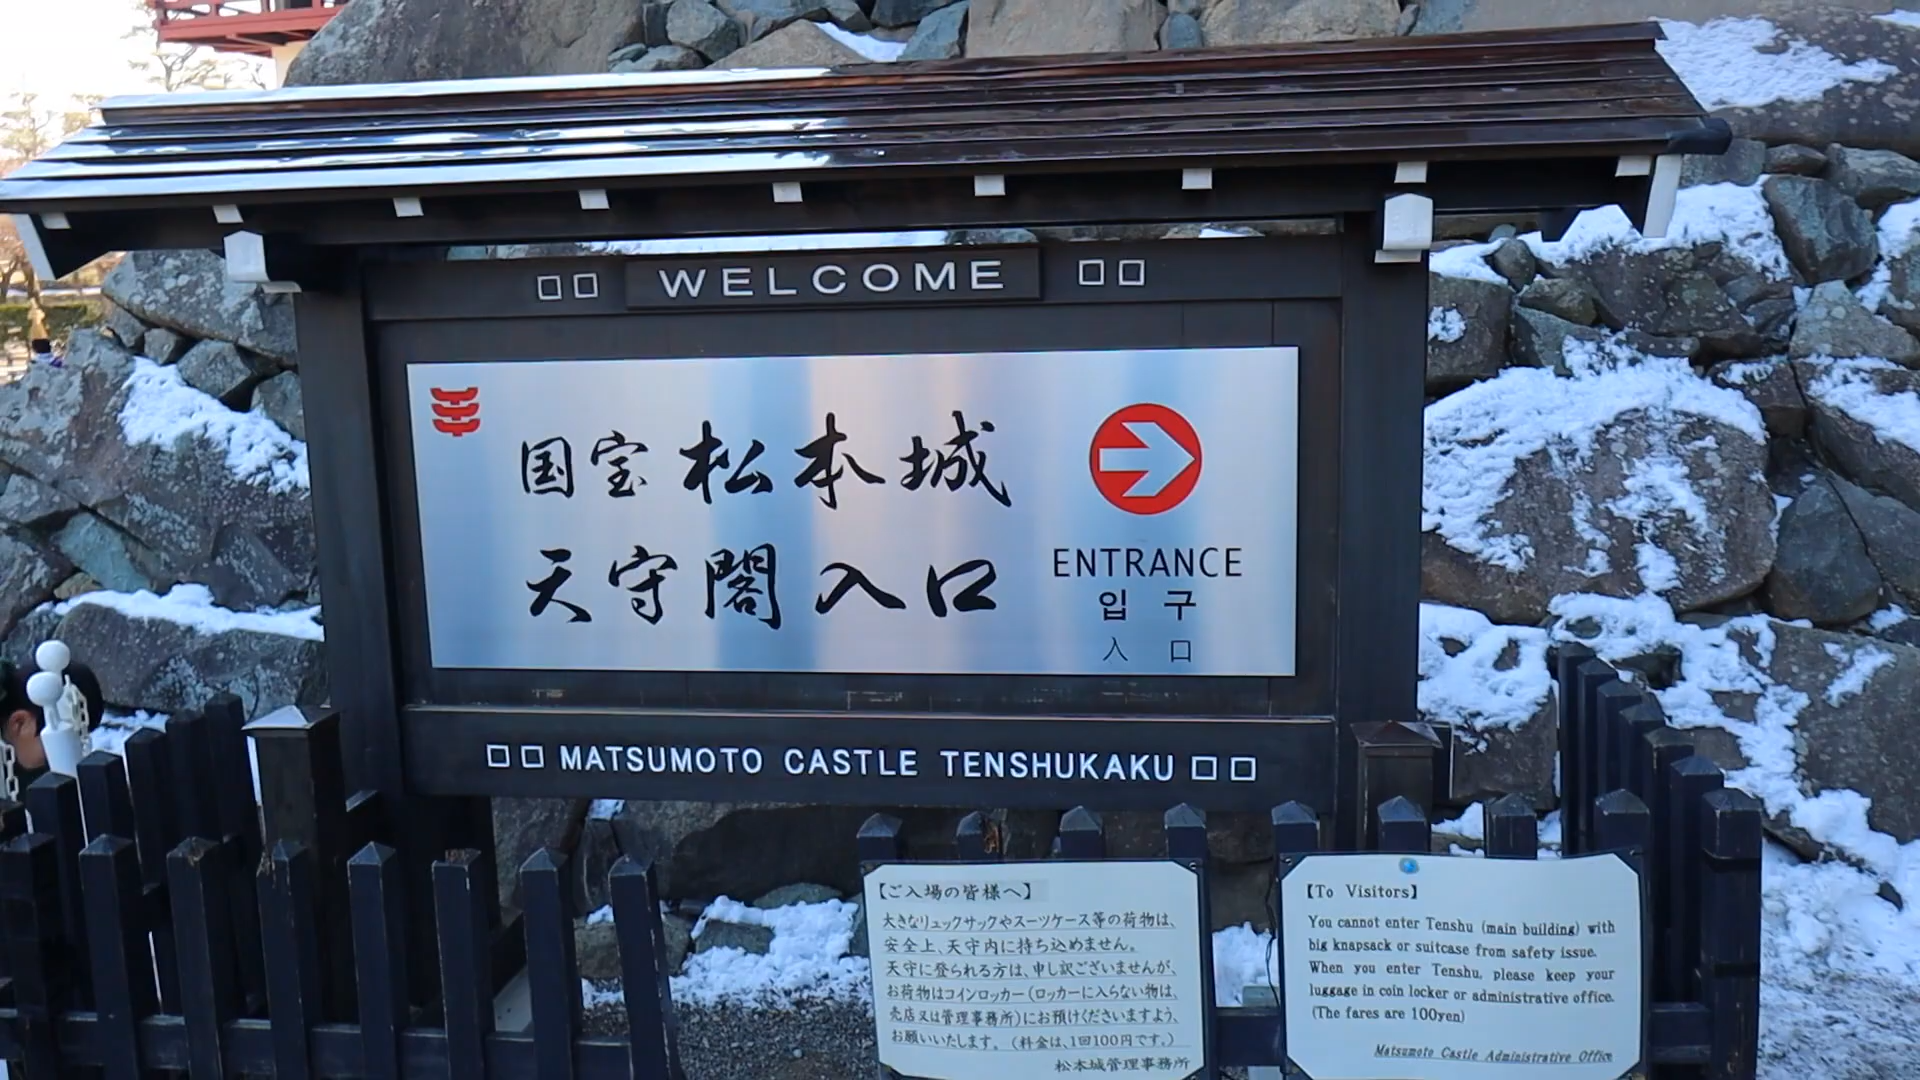 □□ WELCOME □□
国宝 松本城
天守閣入口
ENTRANCE
입 구
入 口
□□ MATSUMOTO CASTLE TENSHUKAKU □□
【ご入場の皆様へ】
大きなリュックサックやスーツケース等の荷物は、
安全上、天守内に持ち込めません。
天守に登られる方は、申し訳ございませんが、
お荷物はコインロッカー(ロッカーに入らない物は、
売店又は管理事務所)にお預けくださいますよう、
お願いいたします。(料金は、1回100円です。)
松本城管理事務所
【To Visitors】
You cannot enter Tenshu (main building) with
big knapsack or suitcase from safety issue.
When you enter Tenshu, please keep your
luggage in coin locker or administrative office.
(The fares are 100yen)
Matsumoto Castle Administrative Office